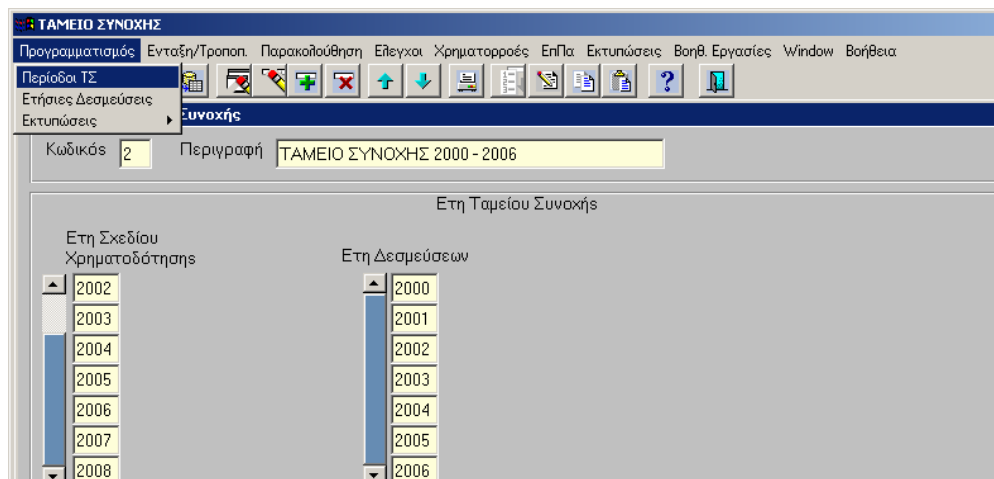 ΤΑΜΕΙΟ ΣΥΝΟΧΗΣ
Προγραμματισμός Ενταξη/Τροποπ. Παρακολούθηση Ελεγχοι Χρηματορροές ΕπΠα Εκτυπώσεις Βοηθ. Εργασίες Window Βοήθεια
Περίοδοι ΤΣ
Ετήσιες Δεσμεύσεις
Εκτυπώσεις
Συνοχής
Κωδικός 2 Περιγραφή ΤΑΜΕΙΟ ΣΥΝΟΧΗΣ 2000 - 2006
Ετη Ταμείου Συνοχής
Ετη Σχεδίου
Χρηματοδότησης Ετη Δεσμεύσεων
2002 2000
2003 2001
2004 2002
2005 2003
2006 2004
2007 2005
2008 2006